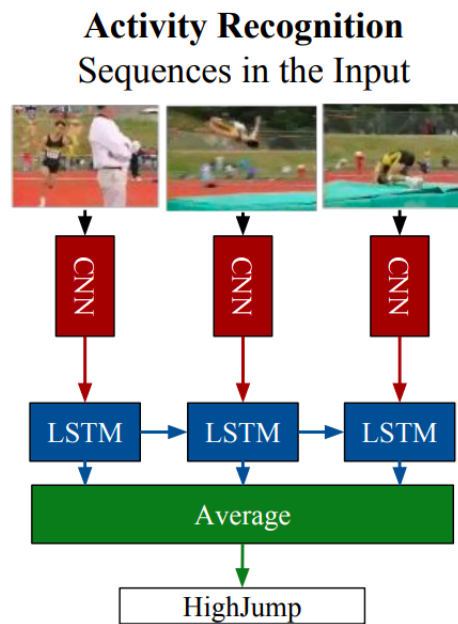 Activity Recognition
Sequences in the Input
CNN
CNN
CNN
LSTM
LSTM
LSTM
Average
HighJump